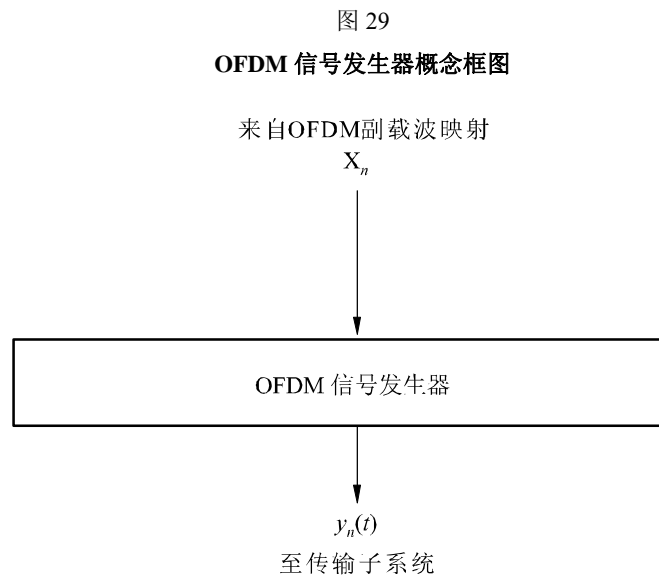 图 29
OFDM 信号发生器概念框图
来自OFDM副载波映射
Xn
OFDM 信号发生器
yn(t)
至传输子系统